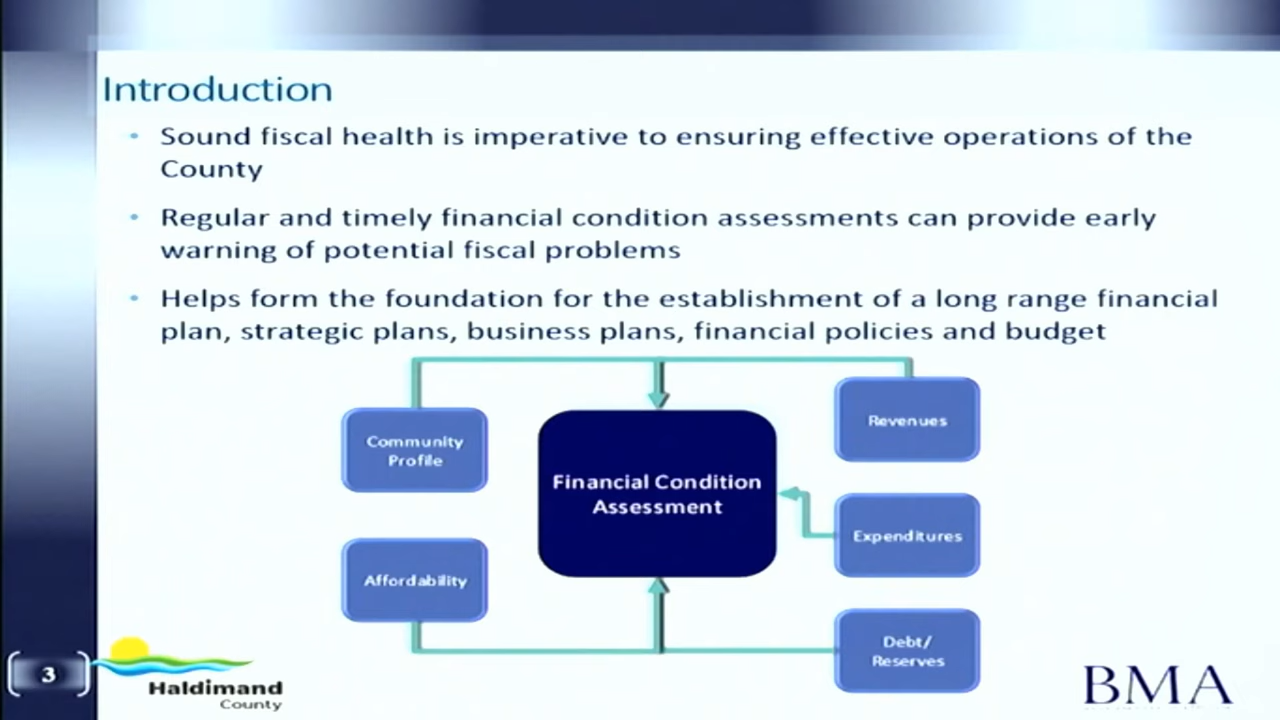 Introduction
• Sound fiscal health is imperative to ensuring effective operations of the
County
• Regular and timely financial condition assessments can provide early
warning of potential fiscal problems
• Helps form the foundation for the establishment of a long range financial
plan, strategic plans, business plans, financial policies and budget
Community
Profile
Financial Condition
Assessment
Revenues
Expenditures
Affordability
Debt/
Reserves
3
Haldimand
County
BMA